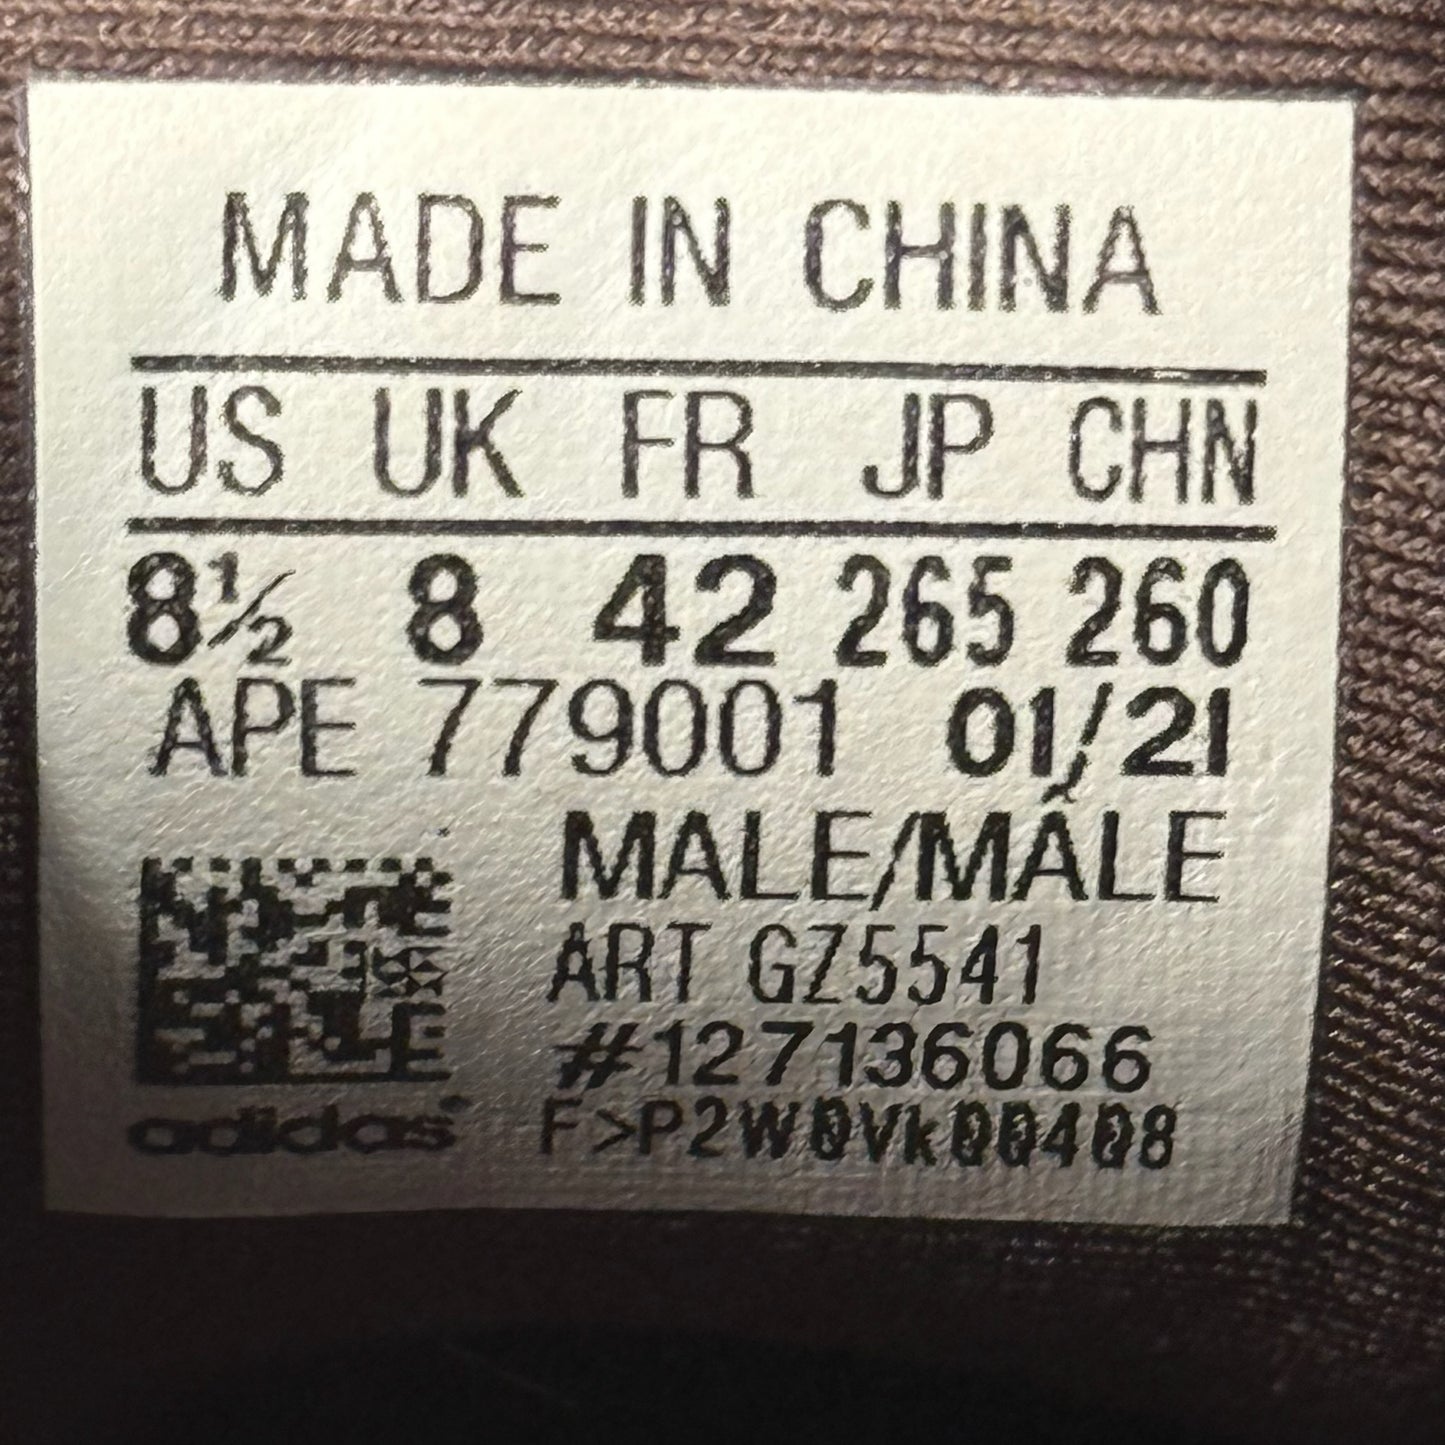 MADE IN CHINA
US UK FR JP CHN
8½ 8 42 265 260
APE 779001 01/21
MALE/MÂLE
ART GZ5541
#127136066
adidas F>P2W0Vk00408